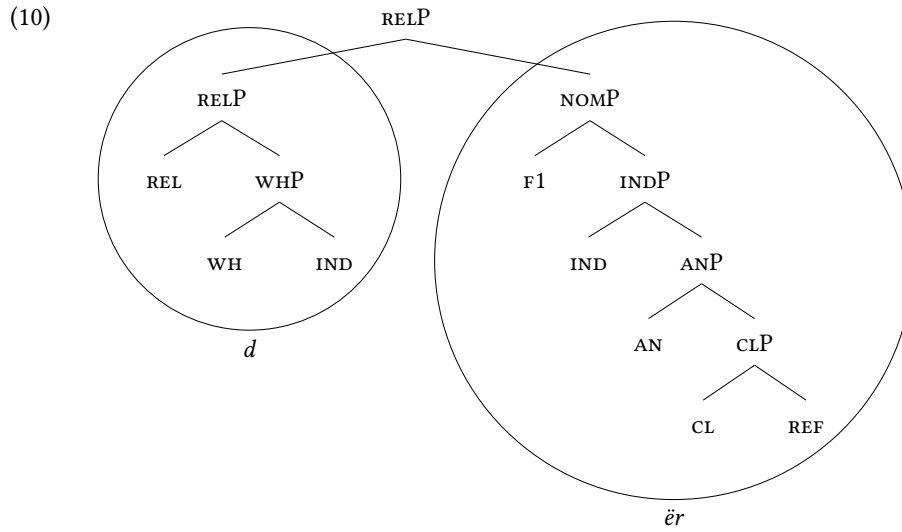 (10)
RELP
RELP NOMP
REL WHP F1 INDP
WH IND IND ANP
d AN CLP
CL REF
ër